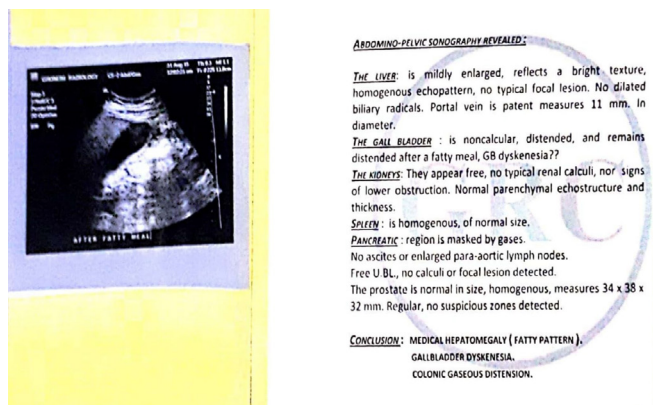 AFTER FATTY MEAL
ABDOMINO-PELVIC SONOGRAPHY REVEALED :
THE LIVER: is mildly enlarged, reflects a bright texture,
homogenous echopattern, no typical focal lesion. No dilated
biliary radicals. Portal vein is patent measures 11 mm. In
diameter.
THE GALL BLADDER : is noncalcular, distended, and remains
distended after a fatty meal, GB dyskenesia??
THE KIDNEYS: They appear free, no typical renal calculi, nor signs
of lower obstruction. Normal parenchymal echostructure and
thickness.
SPLEEN : is homogenous, of normal size.
PANCREATIC : region is masked by gases.
No ascites or enlarged para-aortic lymph nodes.
Free U.BL., no calculi or focal lesion detected.
The prostate is normal in size, homogenous, measures 34 x 38 x
32 mm. Regular, no suspicious zones detected.
CONCLUSION : MEDICAL HEPATOMEGALY ( FATTY PATTERN ).
GALLBLADDER DYSKENESIA.
COLONIC GASEOUS DISTENSION.